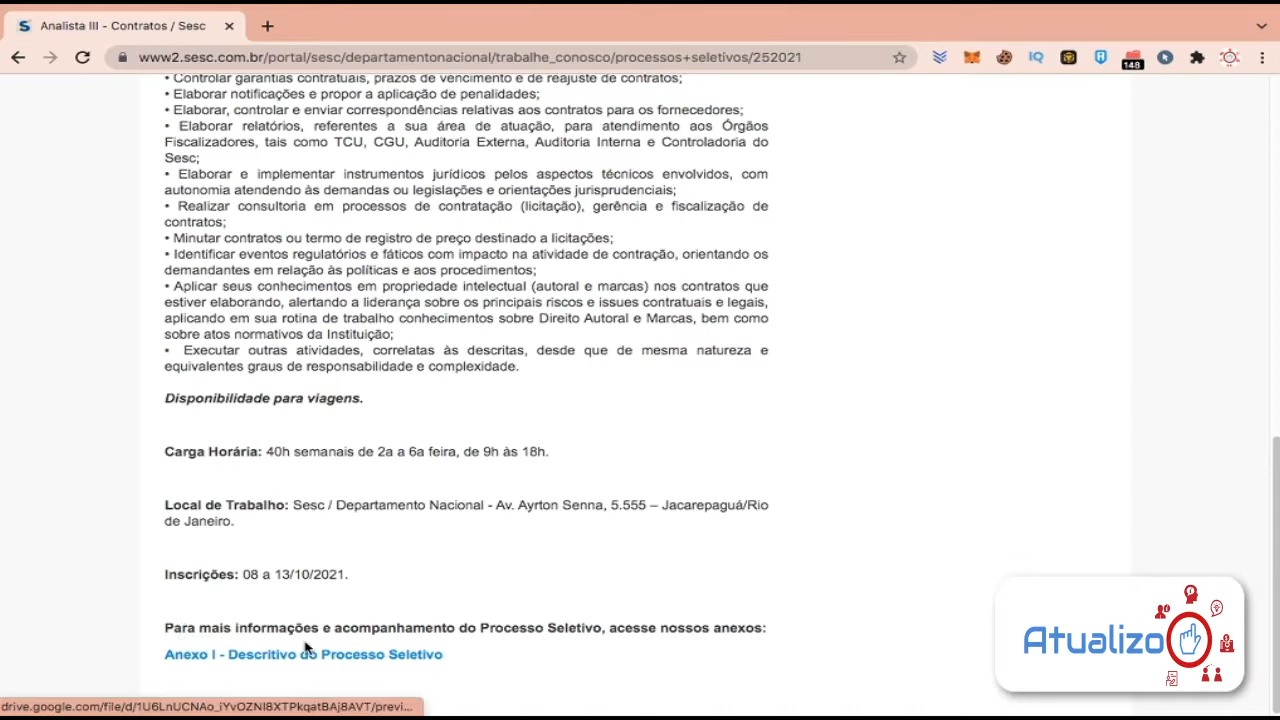 Analista III - Contratos / Sesc
www2.sesc.com.br/portal/sesc/departamentonacional/trabalhe_conosco/processos+seletivos/252021
IQ
148
• Controlar garantias contratuais, prazos de vencimento e de reajuste de contratos;
• Elaborar notificações e propor a aplicação de penalidades;
• Elaborar, controlar e enviar correspondências relativas aos contratos para os fornecedores;
• Elaborar relatórios, referentes a sua área de atuação, para atendimento aos Órgãos
Fiscalizadores, tais como TCU, CGU, Auditoria Externa, Auditoria Interna e Controladoria do
Sesc;
• Elaborar e implementar instrumentos jurídicos pelos aspectos técnicos envolvidos, com
autonomia atendendo às demandas ou legislações e orientações jurisprudenciais;
• Realizar consultoria em processos de contratação (licitação), gerência e fiscalização de
contratos;
• Minutar contratos ou termo de registro de preço destinado a licitações;
• Identificar eventos regulatórios e fáticos com impacto na atividade de contração, orientando os
demandantes em relação às políticas e aos procedimentos;
• Aplicar seus conhecimentos em propriedade intelectual (autoral e marcas) nos contratos que
estiver elaborando, alertando a liderança sobre os principais riscos e issues contratuais e legais,
aplicando em sua rotina de trabalho conhecimentos sobre Direito Autoral e Marcas, bem como
sobre atos normativos da Instituição;
• Executar outras atividades, correlatas às descritas, desde que de mesma natureza e
equivalentes graus de responsabilidade e complexidade.
Disponibilidade para viagens.
Carga Horária: 40h semanais de 2a a 6a feira, de 9h às 18h.
Local de Trabalho: Sesc / Departamento Nacional - Av. Ayrton Senna, 5.555 – Jacarepaguá/Rio
de Janeiro.
Inscrições: 08 a 13/10/2021.
Para mais informações e acompanhamento do Processo Seletivo, acesse nossos anexos:
Anexo I - Descritivo do Processo Seletivo
Atualizo
drive.google.com/file/d/1U6LnUCNAo_iYvOZNI8XTPkqatBAj8AVT/previ...